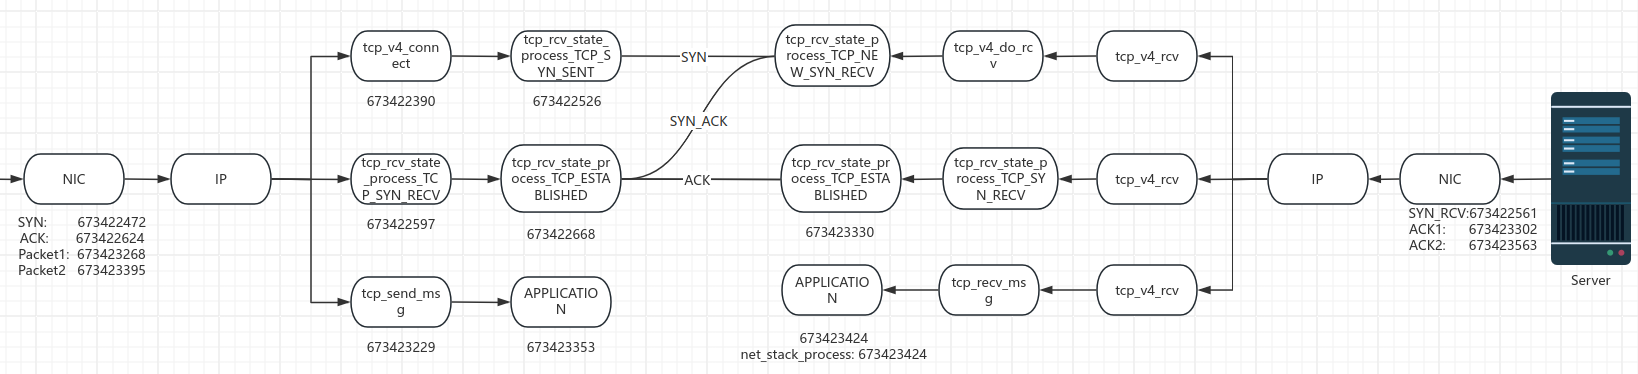 tcp_v4_conn
ect
673422390
tcp_rcv_state_
process_TCP_S
YN_SENT
673422526
SYN
tcp_rcv_state_p
rocess_TCP_NE
W_SYN_RECV
tcp_v4_do_rc
v
tcp_v4_rcv
SYN_ACK
NIC
SYN: 673422472
ACK: 673422624
Packet1: 673423268
Packet2 673423395
IP
tcp_rcv_state
_process_TC
P_SYN_RECV
673422597
tcp_rcv_state_pr
ocess_TCP_ESTA
BLISHED
673422668
ACK
tcp_rcv_state_pr
ocess_TCP_ESTA
BLISHED
673423330
tcp_rcv_state_p
rocess_TCP_SY
N_RECV
tcp_v4_rcv
IP
NIC
SYN_RCV:673422561
ACK1: 673423302
ACK2: 673423563
Server
tcp_send_ms
g
673423229
APPLICATIO
N
673423353
APPLICATIO
N
673423424
net_stack_process: 673423424
tcp_recv_ms
g
tcp_v4_rcv